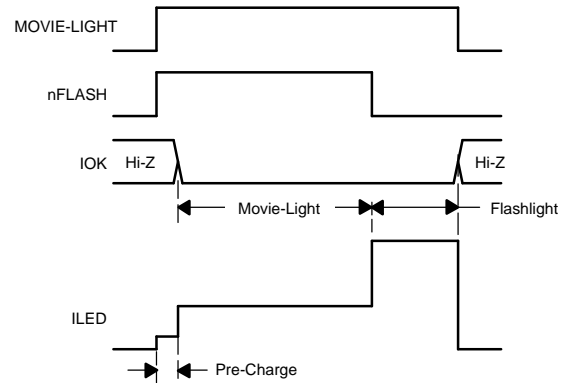 MOVIE-LIGHT
nFLASH
IOK
Hi-Z
Hi-Z
Movie-Light
Flashlight
ILED
Pre-Charge